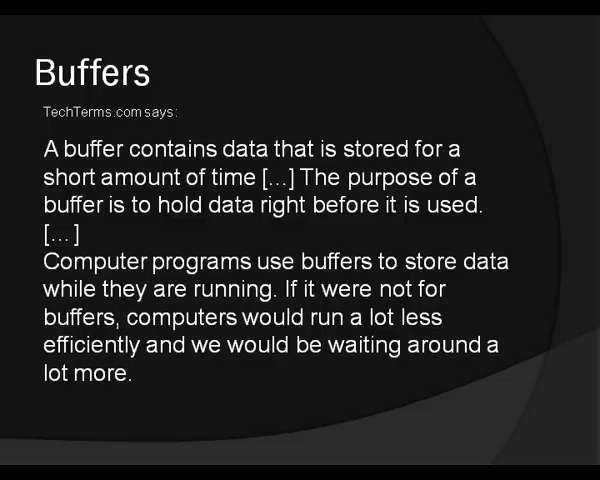 Buffers
TechTerms.com says:
A buffer contains data that is stored for a
short amount of time [...] The purpose of a
buffer is to hold data right before it is used.
[... ]
Computer programs use buffers to store data
while they are running. If it were not for
buffers, computers would run a lot less
efficiently and we would be waiting around a
lot more.